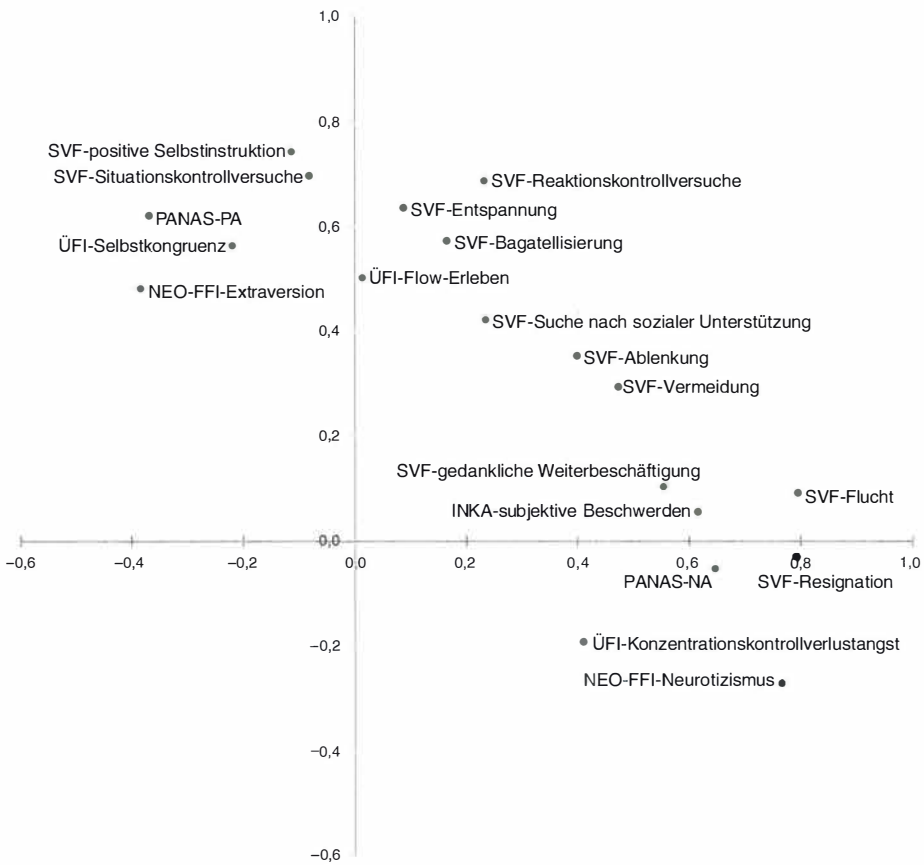 1,0
0,8
SVF-positive Selbstinstruktion
SVF-Situationskontrollversuche
SVF-Reaktionskontrollversuche
PANAS-PA
SVF-Entspannung
0,6
ÜFI-Selbstkongruenz
SVF-Bagatellisierung
NEO-FFI-Extraversion
ÜFI-Flow-Erleben
0,4
SVF-Suche nach sozialer Unterstützung
SVF-Ablenkung
SVF-Vermeidung
0,2
SVF-gedankliche Weiterbeschäftigung
SVF-Flucht
INKA-subjektive Beschwerden
0,0
−0,6 −0,4 −0,2 0,0 0,2 0,4 0,6 0,8 1,0
PANAS-NA SVF-Resignation
−0,2
ÜFI-Konzentrationskontrollverlustangst
NEO-FFI-Neurotizismus
−0,4
−0,6